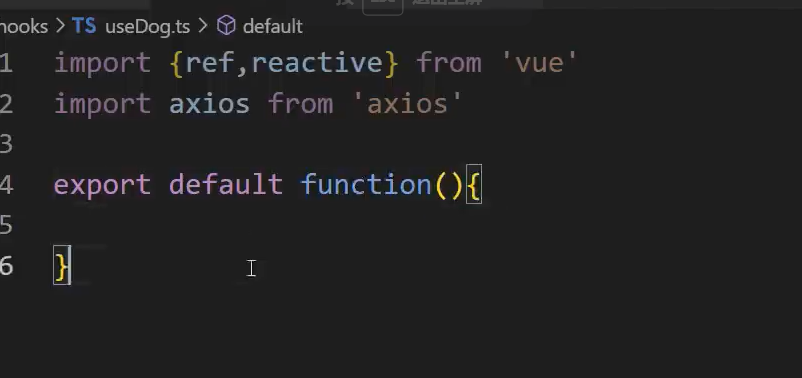 hooks > TS useDog.ts > default
1 import {ref,reactive} from 'vue'
2 import axios from 'axios'
3
4 export default function(){
5
6 }